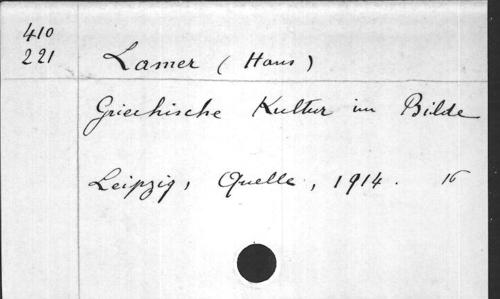 410
221 Lamer (Hans)
Griechische Kultur im Bilde
Leipzig, Quelle, 1914. 16